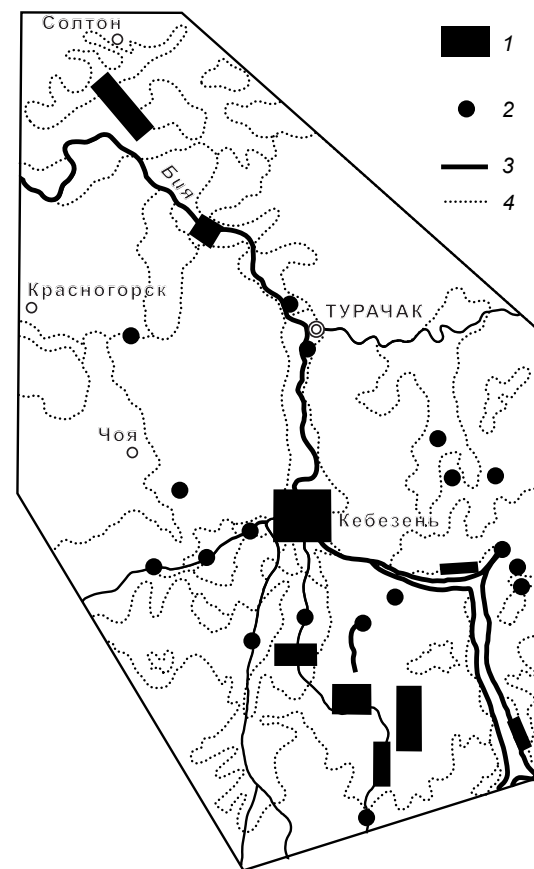 Солтон
1
2
3
4
Бия
Красногорск
ТУРАЧАК
Чоя
Кебезень